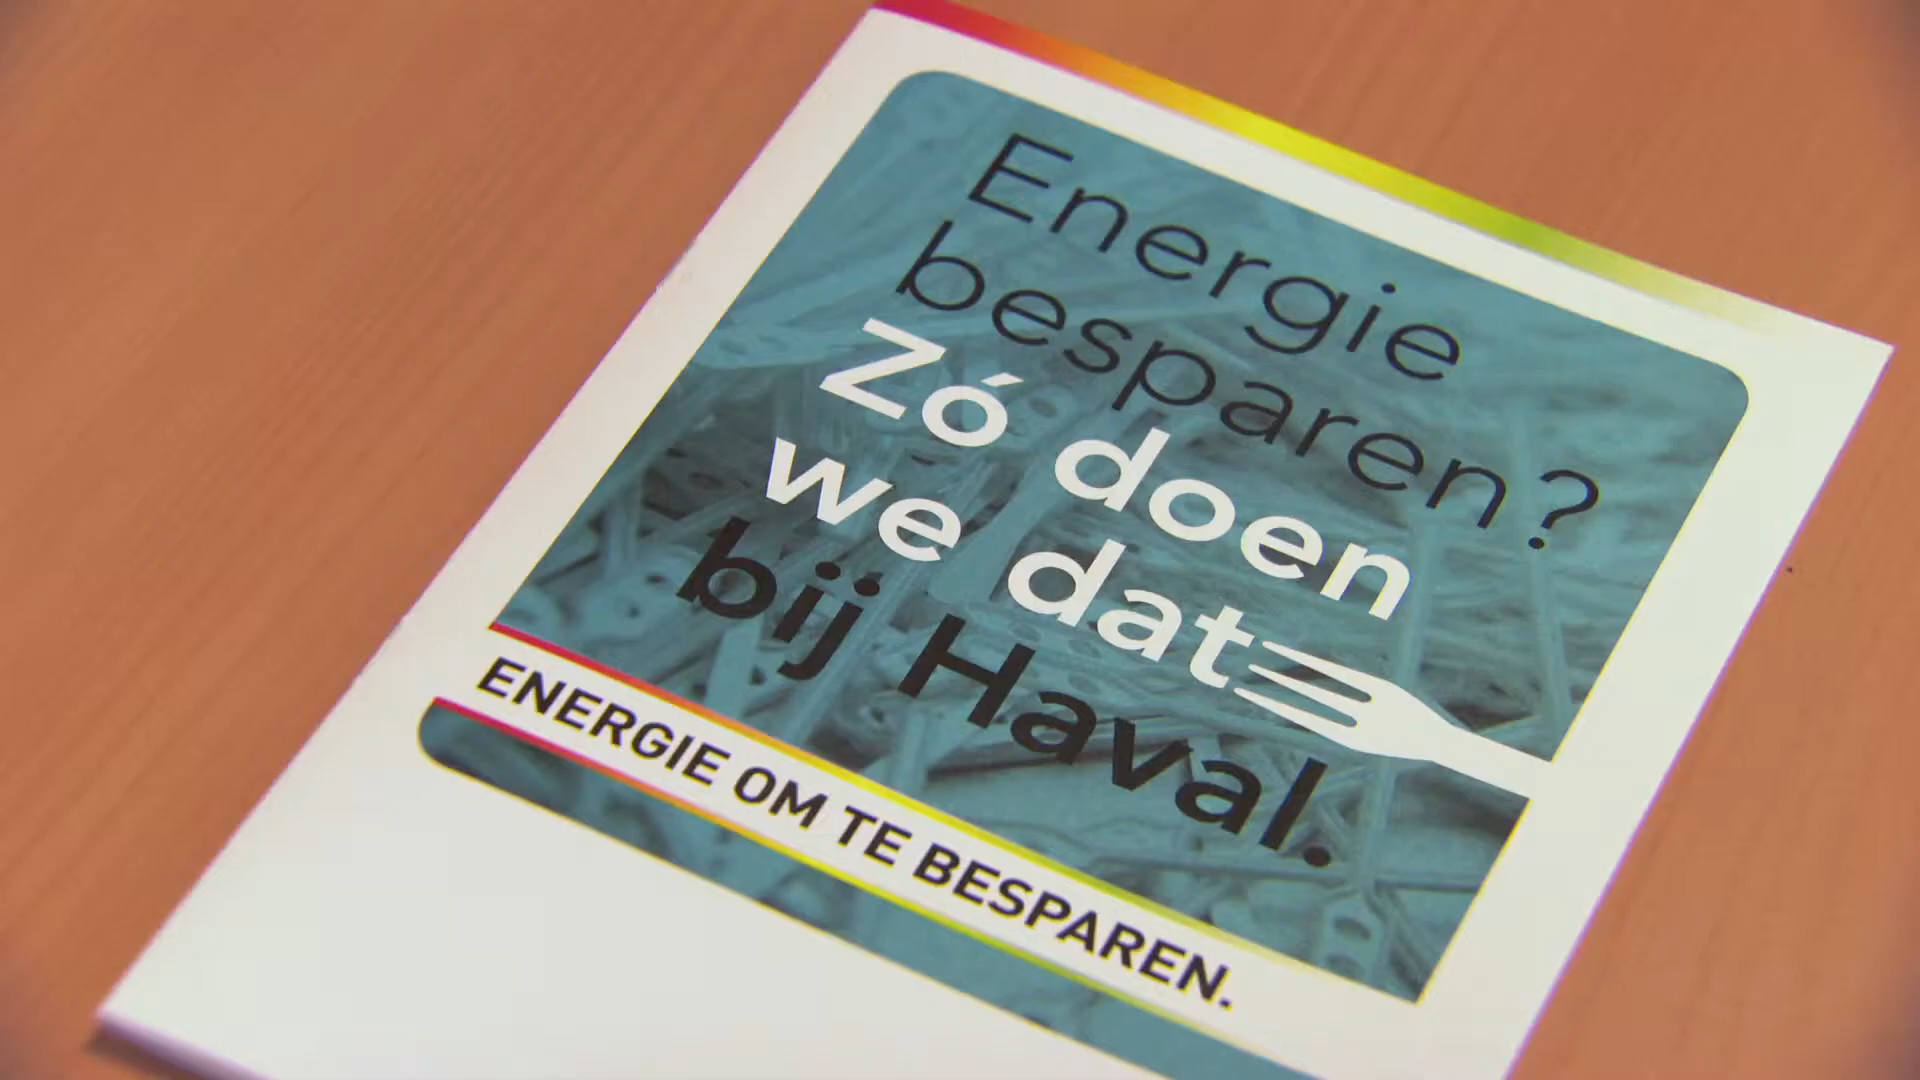 Energie
besparen?
Zó doen
we dat
bij Haval.
ENERGIE OM TE BESPAREN.